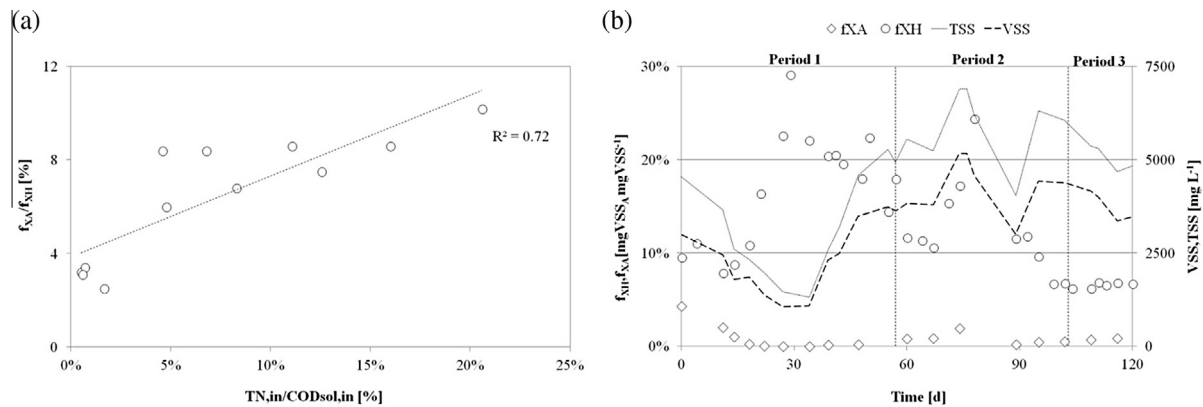 (a)
12
8
4
0
0%
5%
10%
15%
20%
25%
R² = 0.72
fXA/fXH [%]
TN,in/CODsol,in [%]
(b)
◇ fXA ○ fXH TSS VSS
Period 1
Period 2
Period 3
30%
20%
10%
0%
7500
5000
2500
0
0
30
60
90
120
fXH,fXA[mgVSSA mgVSS-1]
VSS,TSS [mg L-1]
Time [d]